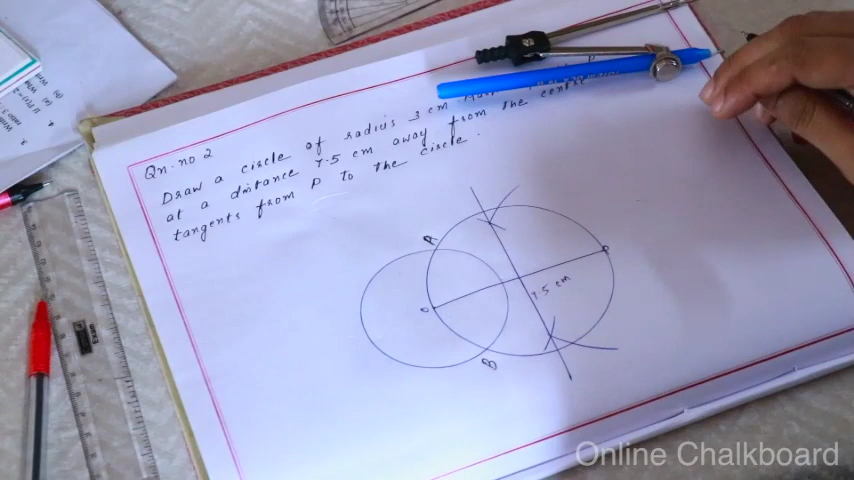 Qn. no 2
Draw a circle of radius 3 cm
at a distance 7.5 cm away from the centre
tangents from P to the circle.
A
P
7.5 cm
O
B
Online Chalkboard